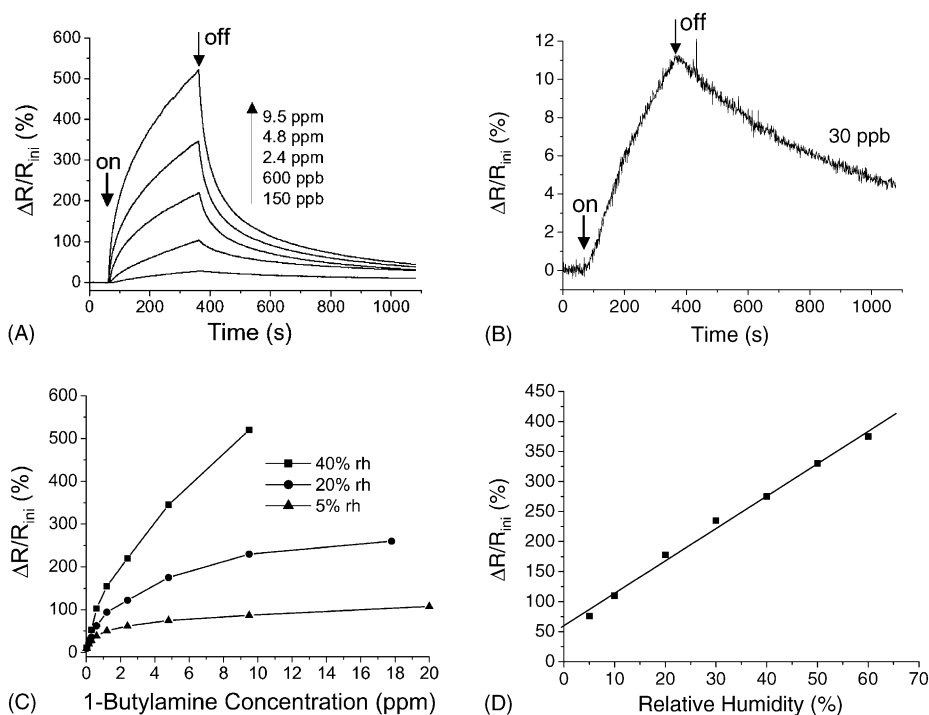 off
on
9.5 ppm
4.8 ppm
2.4 ppm
600 ppb
150 ppb
600
500
400
300
200
100
0
ΔR/R_ini (%)
0 200 400 600 800 1000
Time (s)
(A)
off
on
30 ppb
12
10
8
6
4
2
0
ΔR/R_ini (%)
0 200 400 600 800 1000
Time (s)
(B)
600
500
400
300
200
100
0
ΔR/R_ini (%)
40% rh
20% rh
5% rh
0 2 4 6 8 10 12 14 16 18 20
1-Butylamine Concentration (ppm)
(C)
450
400
350
300
250
200
150
100
50
0
ΔR/R_ini (%)
0 10 20 30 40 50 60 70
Relative Humidity (%)
(D)